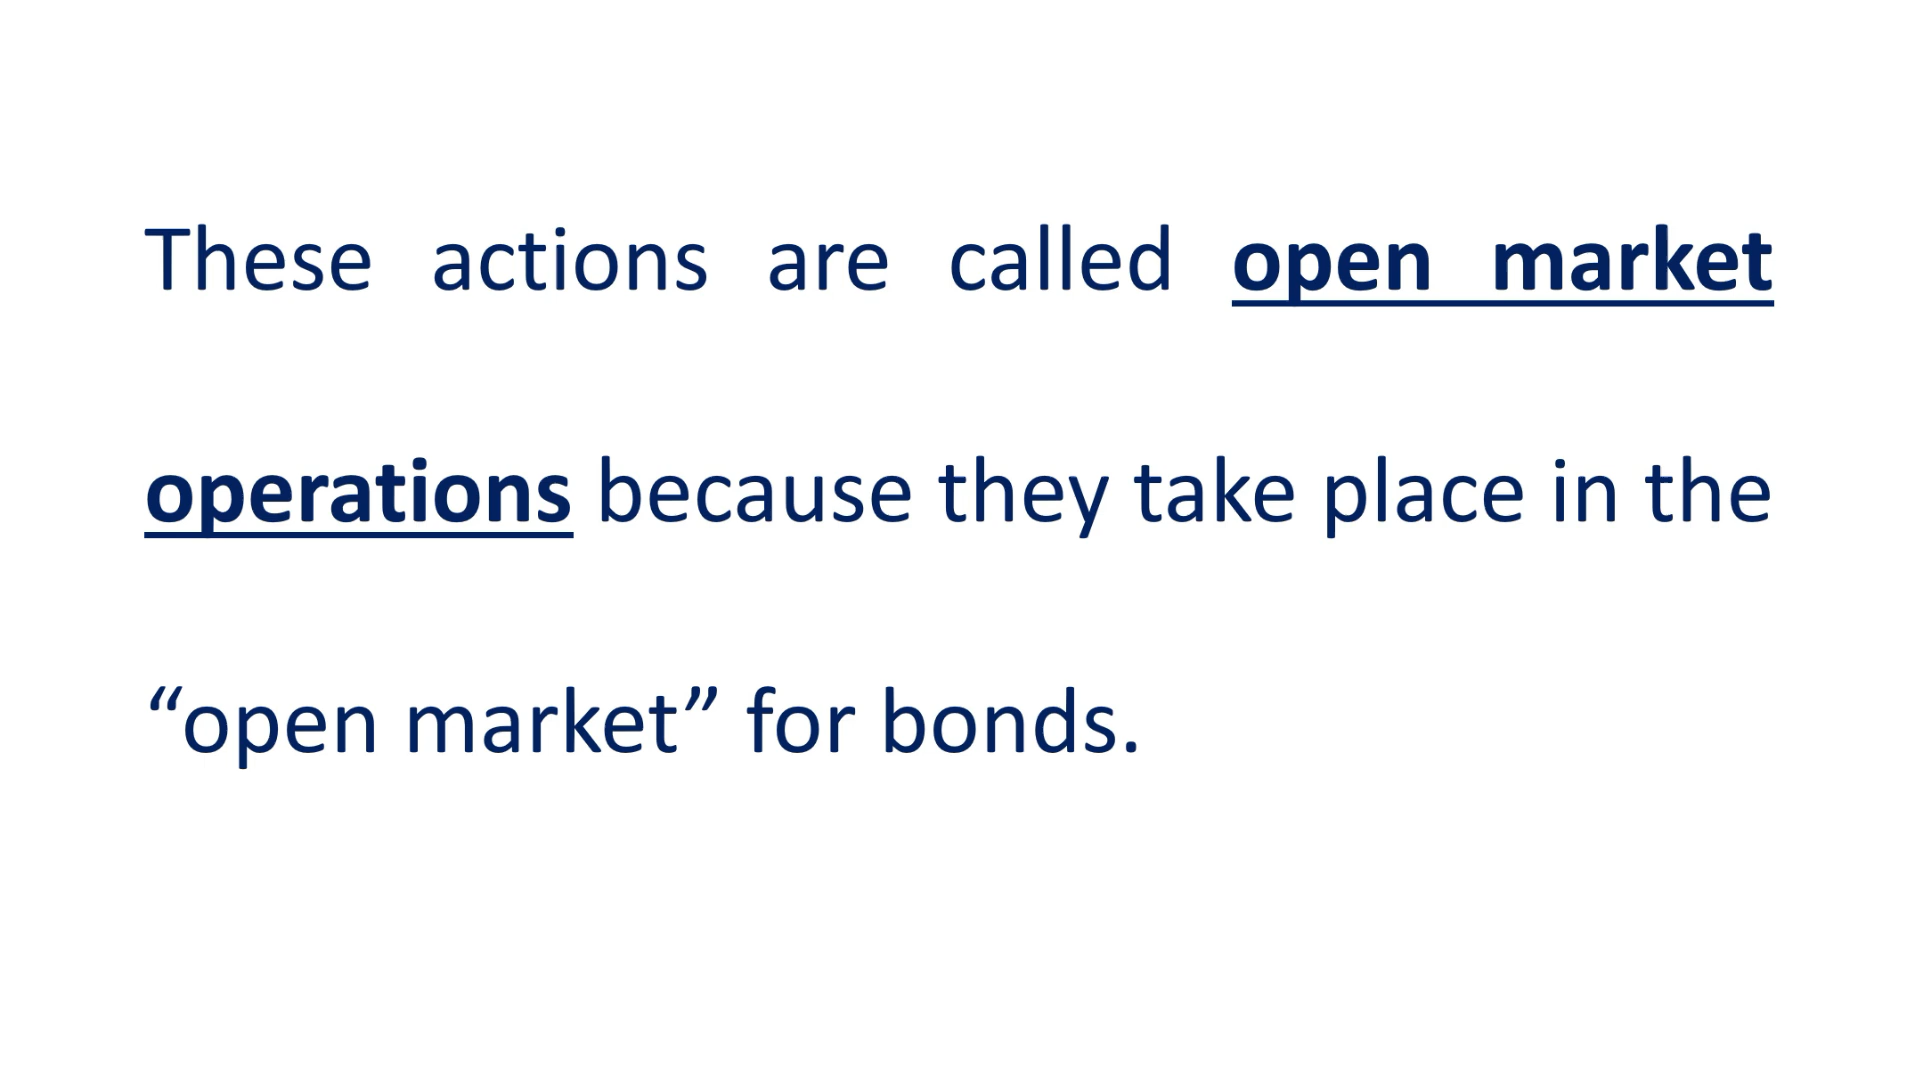 These actions are called open market
operations because they take place in the
“open market” for bonds.